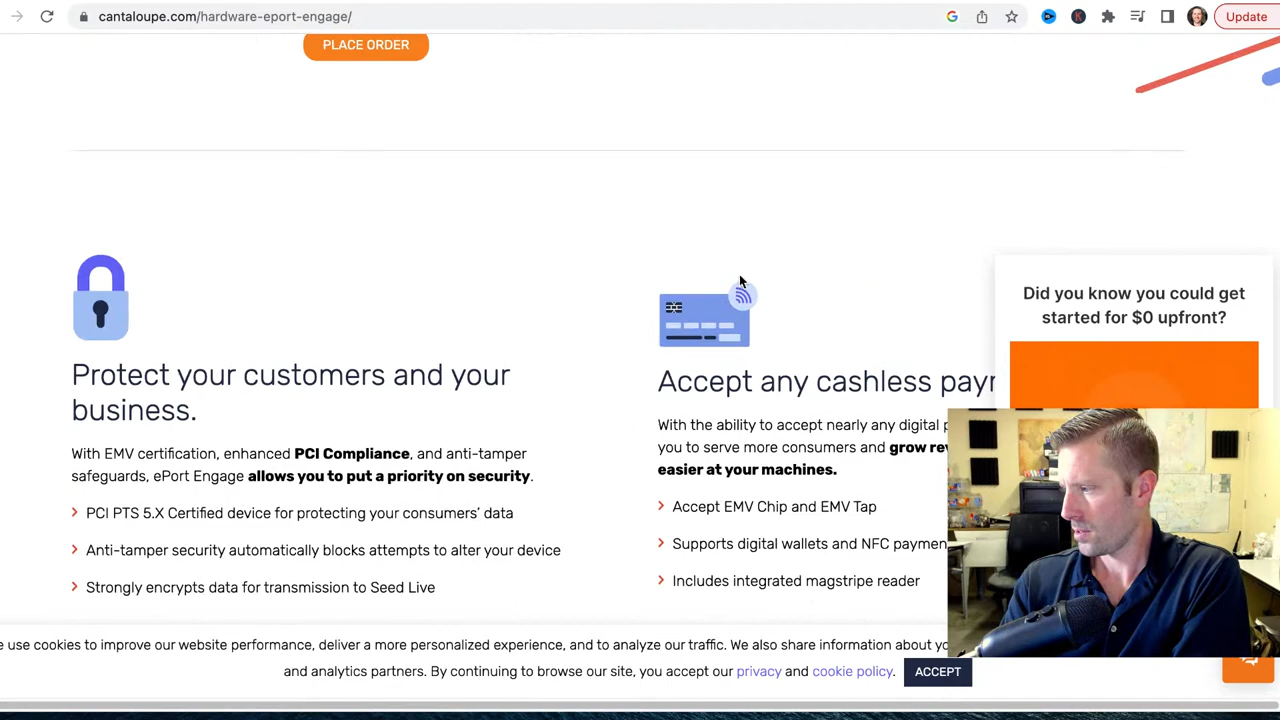 cantaloupe.com/hardware-eport-engage/
Update
PLACE ORDER
Did you know you could get
started for $0 upfront?
Protect your customers and your
business.
With EMV certification, enhanced PCI Compliance, and anti-tamper
safeguards, ePort Engage allows you to put a priority on security.
PCI PTS 5.X Certified device for protecting your consumers' data
Anti-tamper security automatically blocks attempts to alter your device
Strongly encrypts data for transmission to Seed Live
Accept any cashless
With the ability to accept nearly any digital
you to serve more consumers and grow
easier at your machines.
Accept EMV Chip and EMV Tap
Supports digital wallets and NFC
Includes integrated magstripe reader
use cookies to improve our website performance, deliver a more personalized experience, and to analyze our traffic. We also share information about
and analytics partners. By continuing to browse our site, you accept our privacy and cookie policy.
ACCEPT